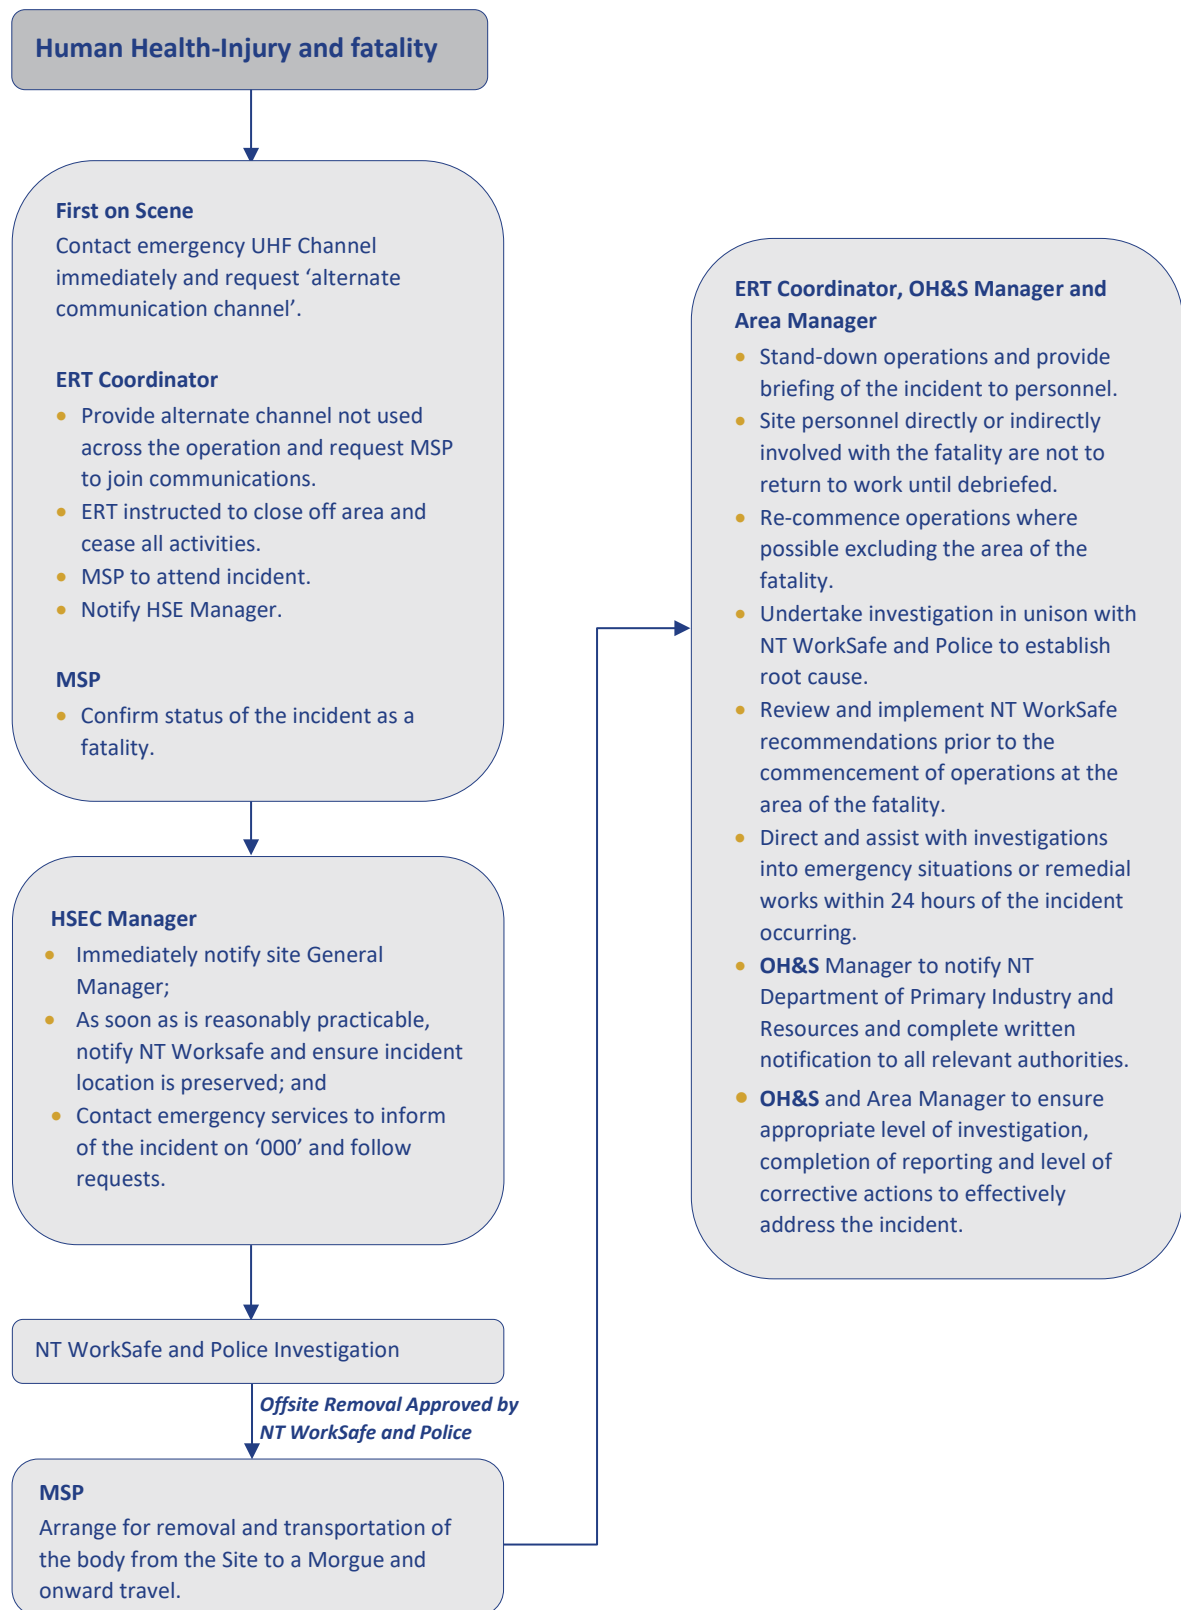 Human Health-Injury and fatality
First on Scene
Contact emergency UHF Channel
immediately and request ‘alternate
communication channel’.
ERT Coordinator
• Provide alternate channel not used
across the operation and request MSP
to join communications.
• ERT instructed to close off area and
cease all activities.
• MSP to attend incident.
• Notify HSE Manager.
MSP
• Confirm status of the incident as a
fatality.
HSEC Manager
• Immediately notify site General
Manager;
• As soon as is reasonably practicable,
notify NT Worksafe and ensure incident
location is preserved; and
• Contact emergency services to inform
of the incident on ‘000’ and follow
requests.
NT WorkSafe and Police Investigation
Offsite Removal Approved by
NT WorkSafe and Police
MSP
Arrange for removal and transportation of
the body from the Site to a Morgue and
onward travel.
ERT Coordinator, OH&S Manager and
Area Manager
• Stand-down operations and provide
briefing of the incident to personnel.
• Site personnel directly or indirectly
involved with the fatality are not to
return to work until debriefed.
• Re-commence operations where
possible excluding the area of the
fatality.
• Undertake investigation in unison with
NT WorkSafe and Police to establish
root cause.
• Review and implement NT WorkSafe
recommendations prior to the
commencement of operations at the
area of the fatality.
• Direct and assist with investigations
into emergency situations or remedial
works within 24 hours of the incident
occurring.
• OH&S Manager to notify NT
Department of Primary Industry and
Resources and complete written
notification to all relevant authorities.
• OH&S and Area Manager to ensure
appropriate level of investigation,
completion of reporting and level of
corrective actions to effectively
address the incident.